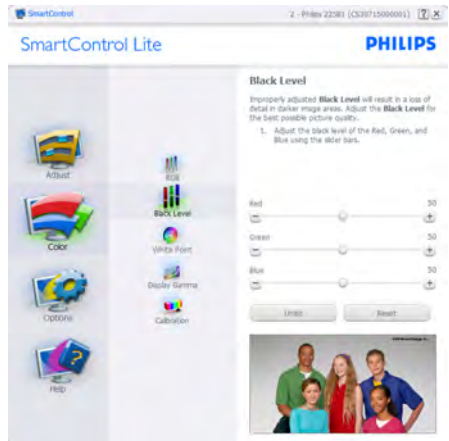 SmartControl
2 - Philips 225B1 (CS39715000001)
SmartControl Lite
PHILIPS
Adjust
Color
Options
Help
RGB
Black Level
White Point
Display Gamma
Calibration
Black Level
Improperly adjusted Black Level will result in a loss of
detail in darker image areas. Adjust the Black Level for
the best possible picture quality.
1. Adjust the black level of the Red, Green, and
Blue using the slider bars.
Red 50
Green 50
Blue 50
Undo Reset